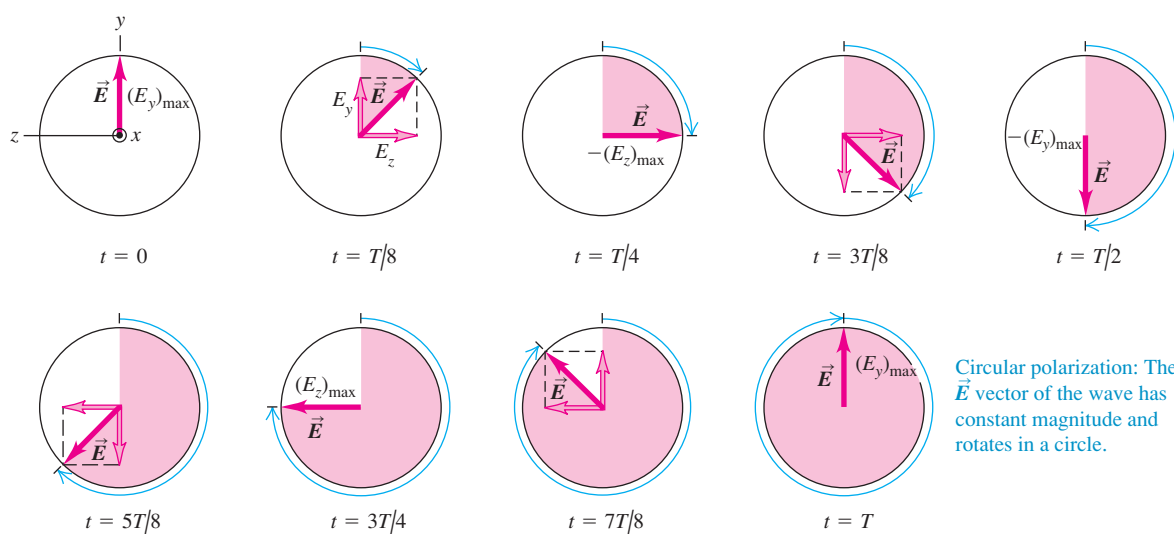 y
E⃗ (E_y)max
z x
t = 0
E_y E⃗
E_z
t = T/8
E⃗
−(E_z)max
t = T/4
E⃗
t = 3T/8
−(E_y)max
E⃗
t = T/2
E⃗
t = 5T/8
(E_z)max
E⃗
t = 3T/4
E⃗
t = 7T/8
(E_y)max
E⃗
t = T
Circular polarization: The
E⃗ vector of the wave has
constant magnitude and
rotates in a circle.